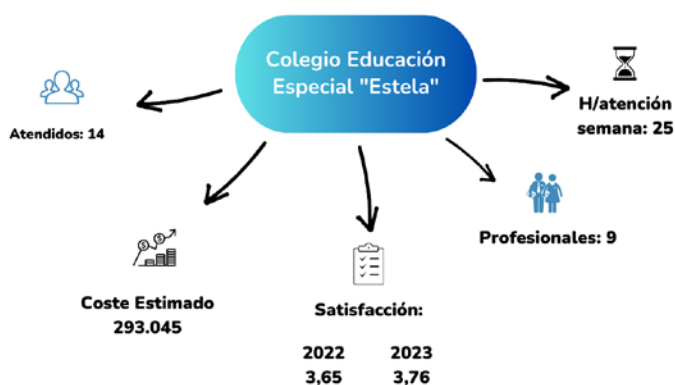 Colegio Educación
Especial "Estela"
Atendidos: 14
H/atención
semana: 25
Coste Estimado
293.045
Satisfacción:
2022 2023
3,65 3,76
Profesionales: 9